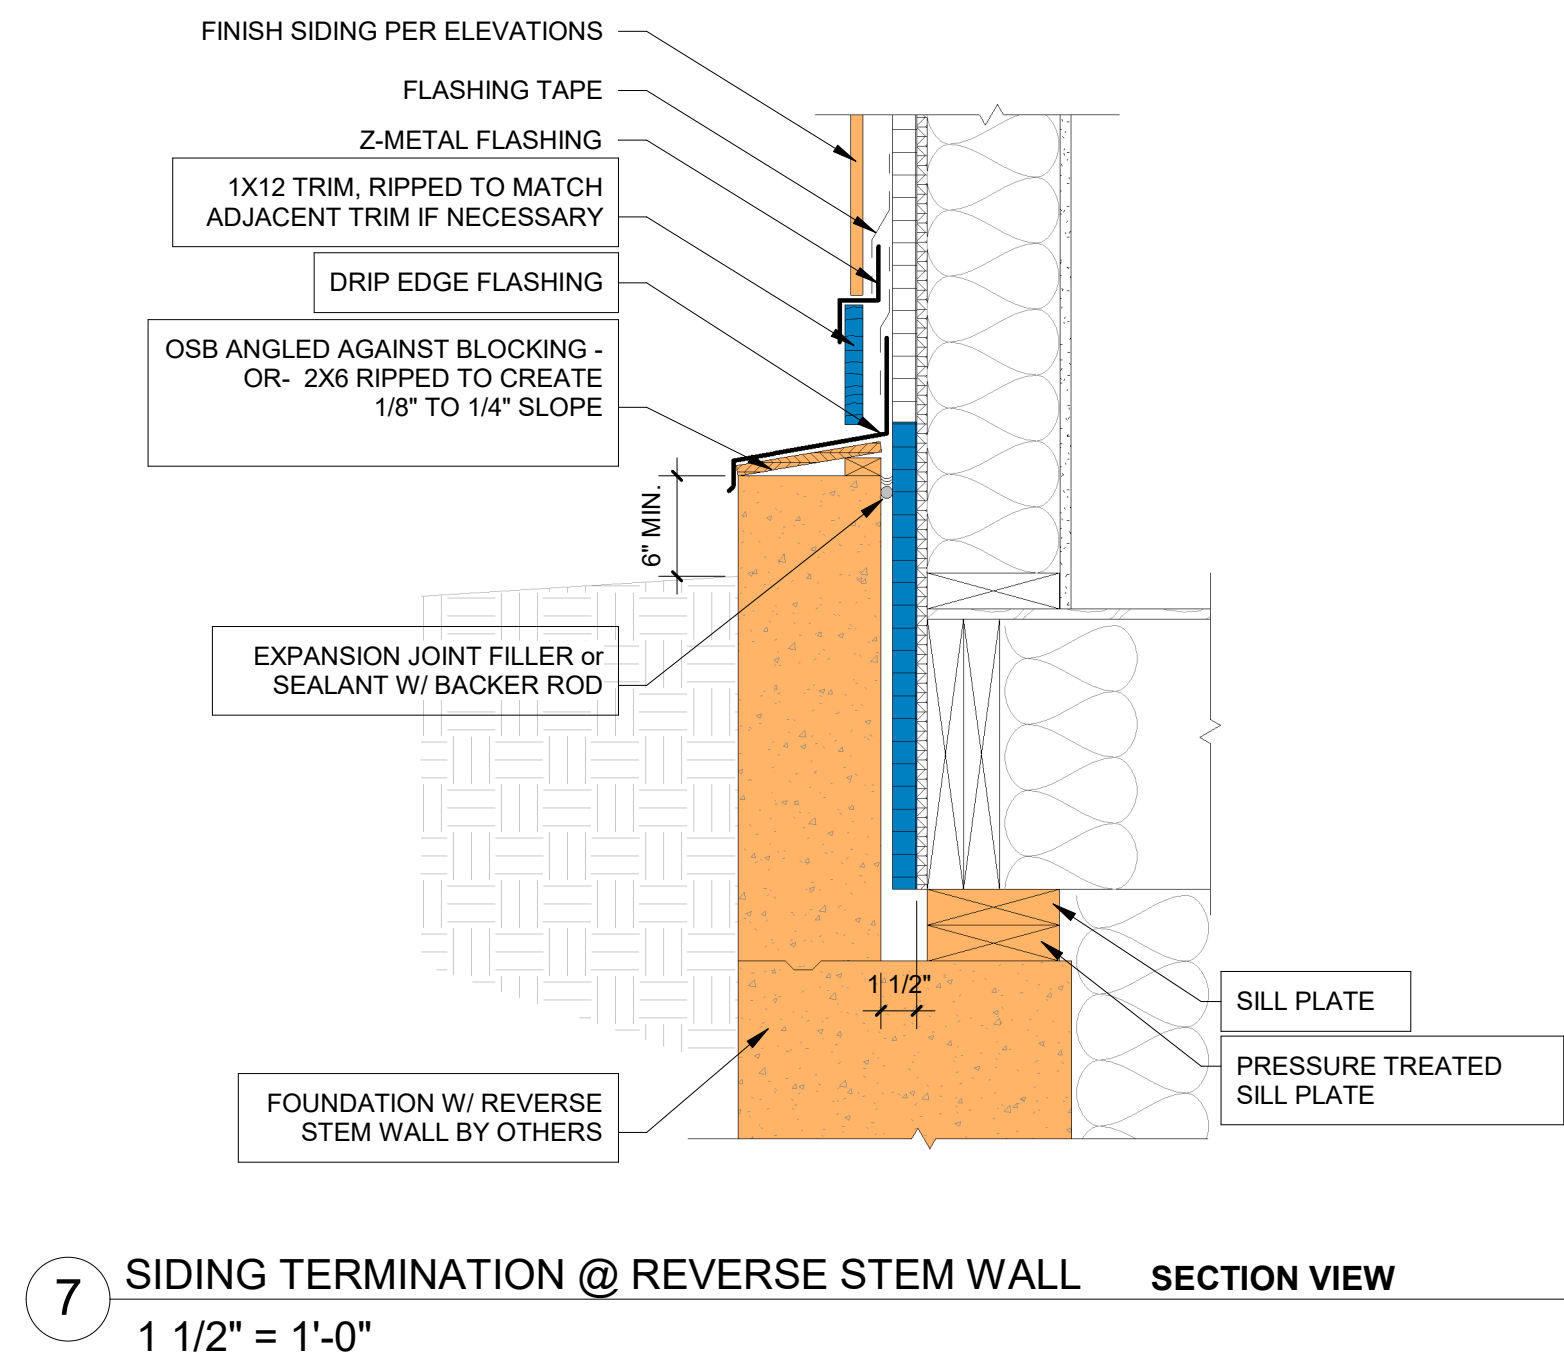 FINISH SIDING PER ELEVATIONS
FLASHING TAPE
Z-METAL FLASHING
1X12 TRIM, RIPPED TO MATCH
ADJACENT TRIM IF NECESSARY
DRIP EDGE FLASHING
OSB ANGLED AGAINST BLOCKING -
OR- 2X6 RIPPED TO CREATE
1/8" TO 1/4" SLOPE
6" MIN.
EXPANSION JOINT FILLER or
SEALANT W/ BACKER ROD
1 1/2"
SILL PLATE
PRESSURE TREATED
SILL PLATE
FOUNDATION W/ REVERSE
STEM WALL BY OTHERS
7
SIDING TERMINATION @ REVERSE STEM WALL SECTION VIEW
1 1/2" = 1'-0"